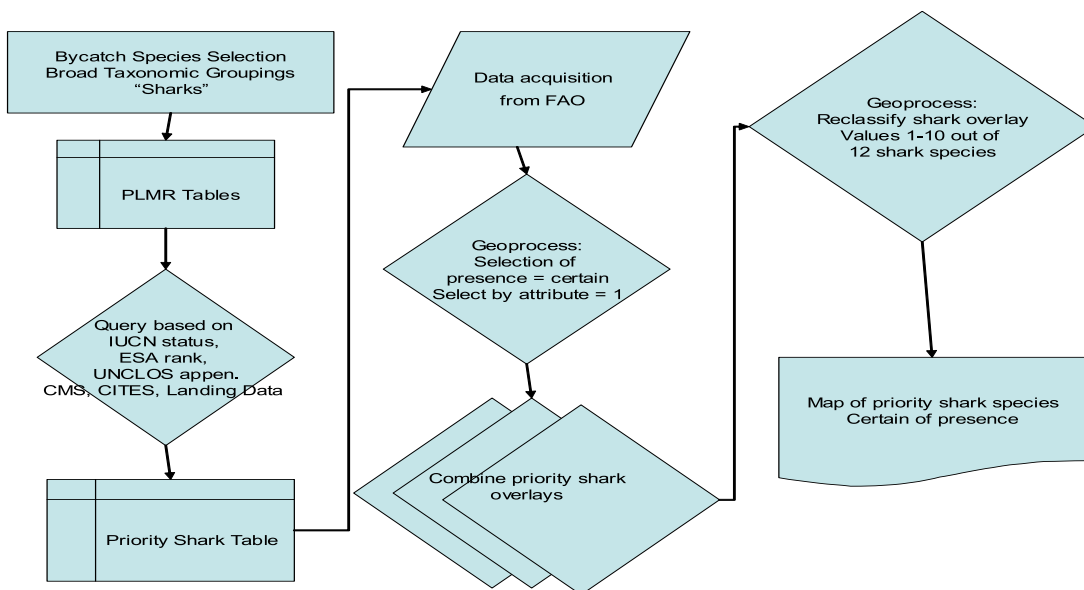 Bycatch Species Selection
Broad Taxonomic Groupings
“Sharks”
PLMR Tables
Query based on
IUCN status,
ESA rank,
UNCLOS appen.
CMS, CITES, Landing Data
Priority Shark Table
Data acquisition
from FAO
Geoprocess:
Selection of
presence = certain
Select by attribute = 1
Combine priority shark
overlays
Geoprocess:
Reclassify shark overlay
Values 1-10 out of
12 shark species
Map of priority shark species
Certain of presence